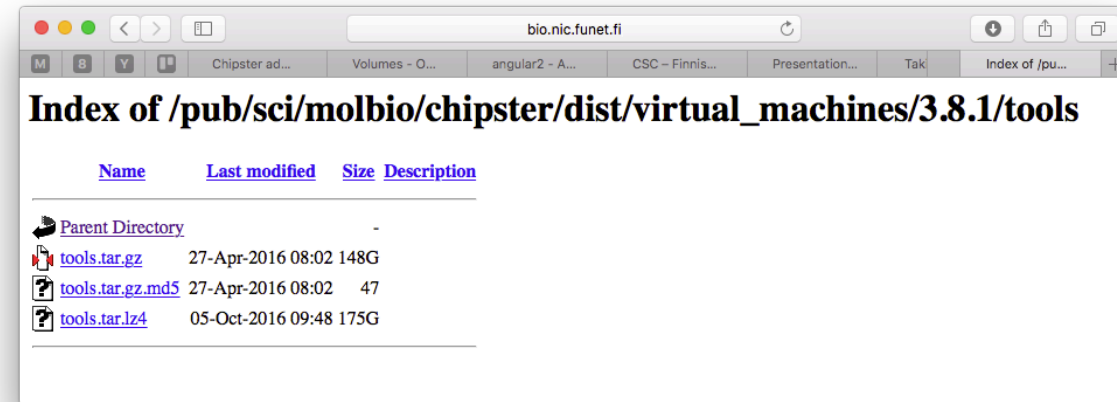 bio.nic.funet.fi
M 8 Y Chipster ad... Volumes - O... angular2 - A... CSC – Finnis... Presentation... Tak Index of /pu...
Index of /pub/sci/molbio/chipster/dist/virtual_machines/3.8.1/tools
Name Last modified Size Description
Parent Directory -
tools.tar.gz 27-Apr-2016 08:02 148G
tools.tar.gz.md5 27-Apr-2016 08:02 47
tools.tar.lz4 05-Oct-2016 09:48 175G